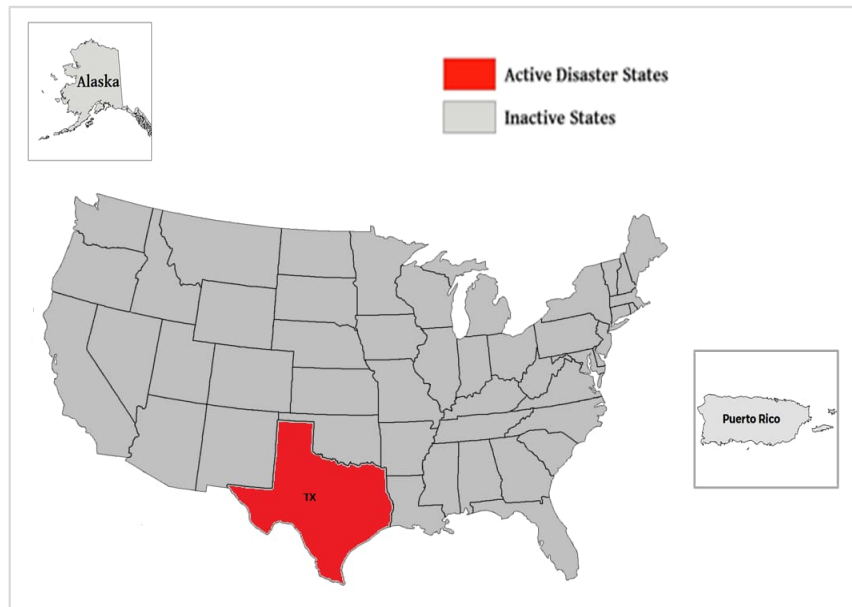 Alaska
Active Disaster States
Inactive States
TX
Puerto Rico